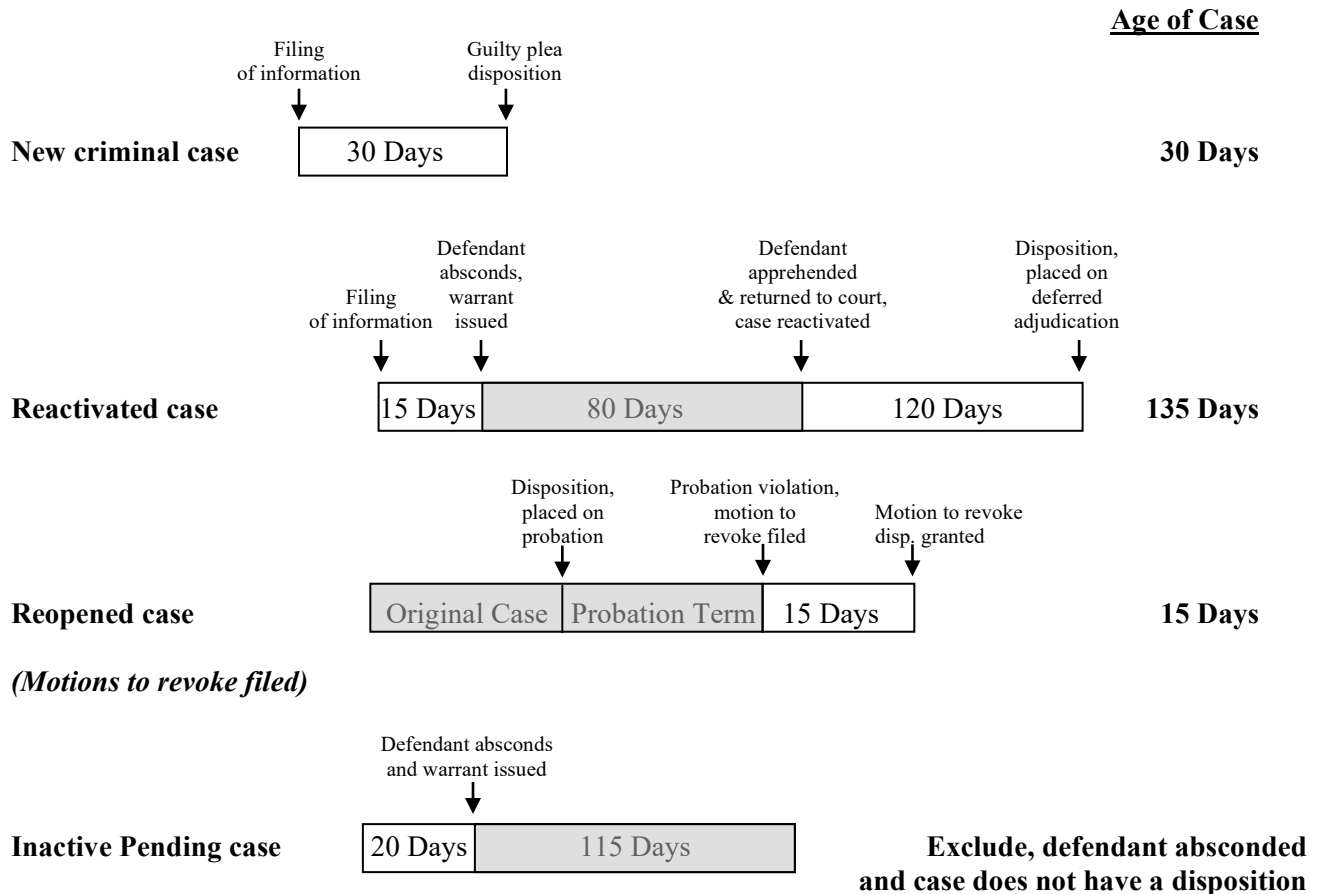 Age of Case
Filing
of information
Guilty plea
disposition
New criminal case
30 Days
30 Days
Filing
of information
Defendant
absconds,
warrant
issued
Defendant
apprehended
& returned to court,
case reactivated
Disposition,
placed on
deferred
adjudication
Reactivated case
15 Days
80 Days
120 Days
135 Days
Disposition,
placed on
probation
Probation violation,
motion to
revoke filed
Motion to revoke
disp. granted
Reopened case
Original Case
Probation Term
15 Days
15 Days
(Motions to revoke filed)
Defendant absconds
and warrant issued
Inactive Pending case
20 Days
115 Days
Exclude, defendant absconded
and case does not have a disposition